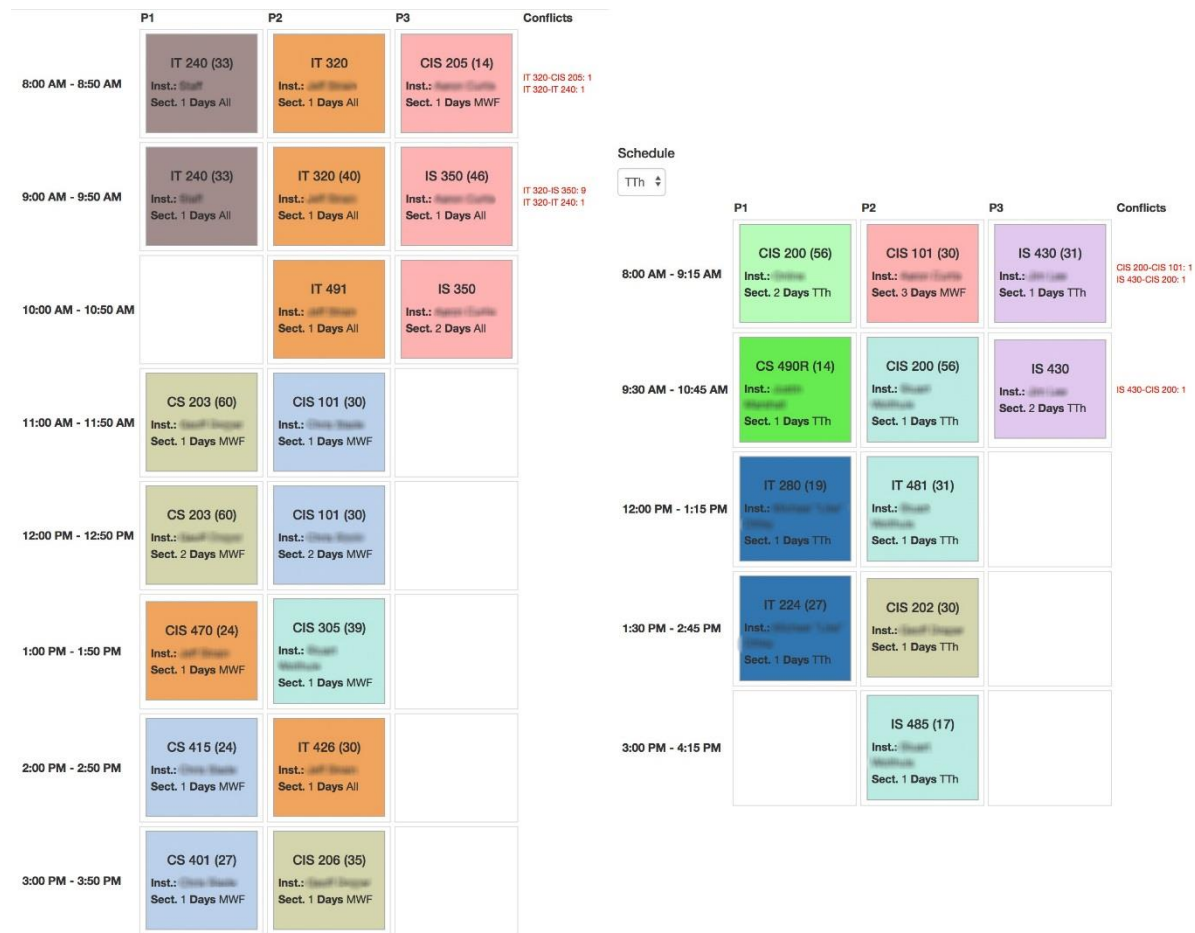 P1 P2 P3 Conflicts
8:00 AM - 8:50 AM
IT 240 (33)
Inst.:
Sect. 1 Days All
IT 320
Inst.:
Sect. 1 Days All
CIS 205 (14)
Inst.:
Sect. 1 Days MWF
IT 320-CIS 205: 1
IT 320-IT 240: 1
9:00 AM - 9:50 AM
IT 240 (33)
Inst.:
Sect. 1 Days All
IT 320 (40)
Inst.:
Sect. 1 Days All
IS 350 (46)
Inst.:
Sect. 1 Days All
IT 320-IS 350: 9
IT 320-IT 240: 1
10:00 AM - 10:50 AM
IT 491
Inst.:
Sect. 1 Days All
IS 350
Inst.:
Sect. 2 Days All
11:00 AM - 11:50 AM
CS 203 (60)
Inst.:
Sect. 1 Days MWF
CIS 101 (30)
Inst.:
Sect. 1 Days MWF
12:00 PM - 12:50 PM
CS 203 (60)
Inst.:
Sect. 2 Days MWF
CIS 101 (30)
Inst.:
Sect. 2 Days MWF
1:00 PM - 1:50 PM
CIS 470 (24)
Inst.:
Sect. 1 Days MWF
CIS 305 (39)
Inst.:
Sect. 1 Days MWF
2:00 PM - 2:50 PM
CS 415 (24)
Inst.:
Sect. 1 Days MWF
IT 426 (30)
Inst.:
Sect. 1 Days All
3:00 PM - 3:50 PM
CS 401 (27)
Inst.:
Sect. 1 Days MWF
CIS 206 (35)
Inst.:
Sect. 1 Days MWF
Schedule
TTh
P1 P2 P3 Conflicts
8:00 AM - 9:15 AM
CIS 200 (56)
Inst.:
Sect. 2 Days TTh
CIS 101 (30)
Inst.:
Sect. 3 Days MWF
IS 430 (31)
Inst.:
Sect. 1 Days TTh
CIS 200-CIS 101: 1
IS 430-CIS 200: 1
9:30 AM - 10:45 AM
CS 490R (14)
Inst.:
Sect. 1 Days TTh
CIS 200 (56)
Inst.:
Sect. 1 Days TTh
IS 430
Inst.:
Sect. 2 Days TTh
IS 430-CIS 200: 1
12:00 PM - 1:15 PM
IT 280 (19)
Inst.:
Sect. 1 Days TTh
IT 481 (31)
Inst.:
Sect. 1 Days TTh
1:30 PM - 2:45 PM
IT 224 (27)
Inst.:
Sect. 1 Days TTh
CIS 202 (30)
Inst.:
Sect. 1 Days TTh
3:00 PM - 4:15 PM
IS 485 (17)
Inst.:
Sect. 1 Days TTh